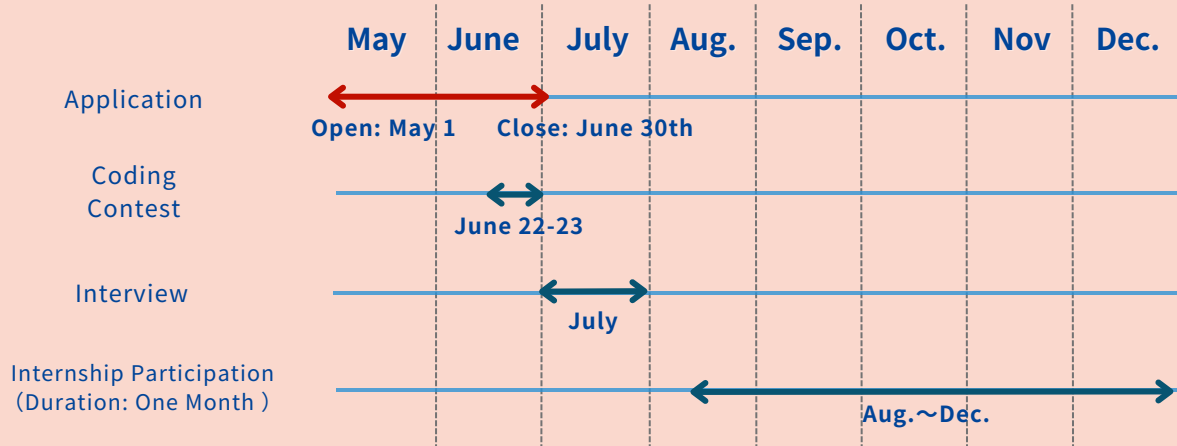 May June July Aug. Sep. Oct. Nov Dec.
Application
Open: May 1 Close: June 30th
Coding
Contest
June 22-23
Interview
July
Internship Participation
（Duration: One Month ）
Aug.～Dec.